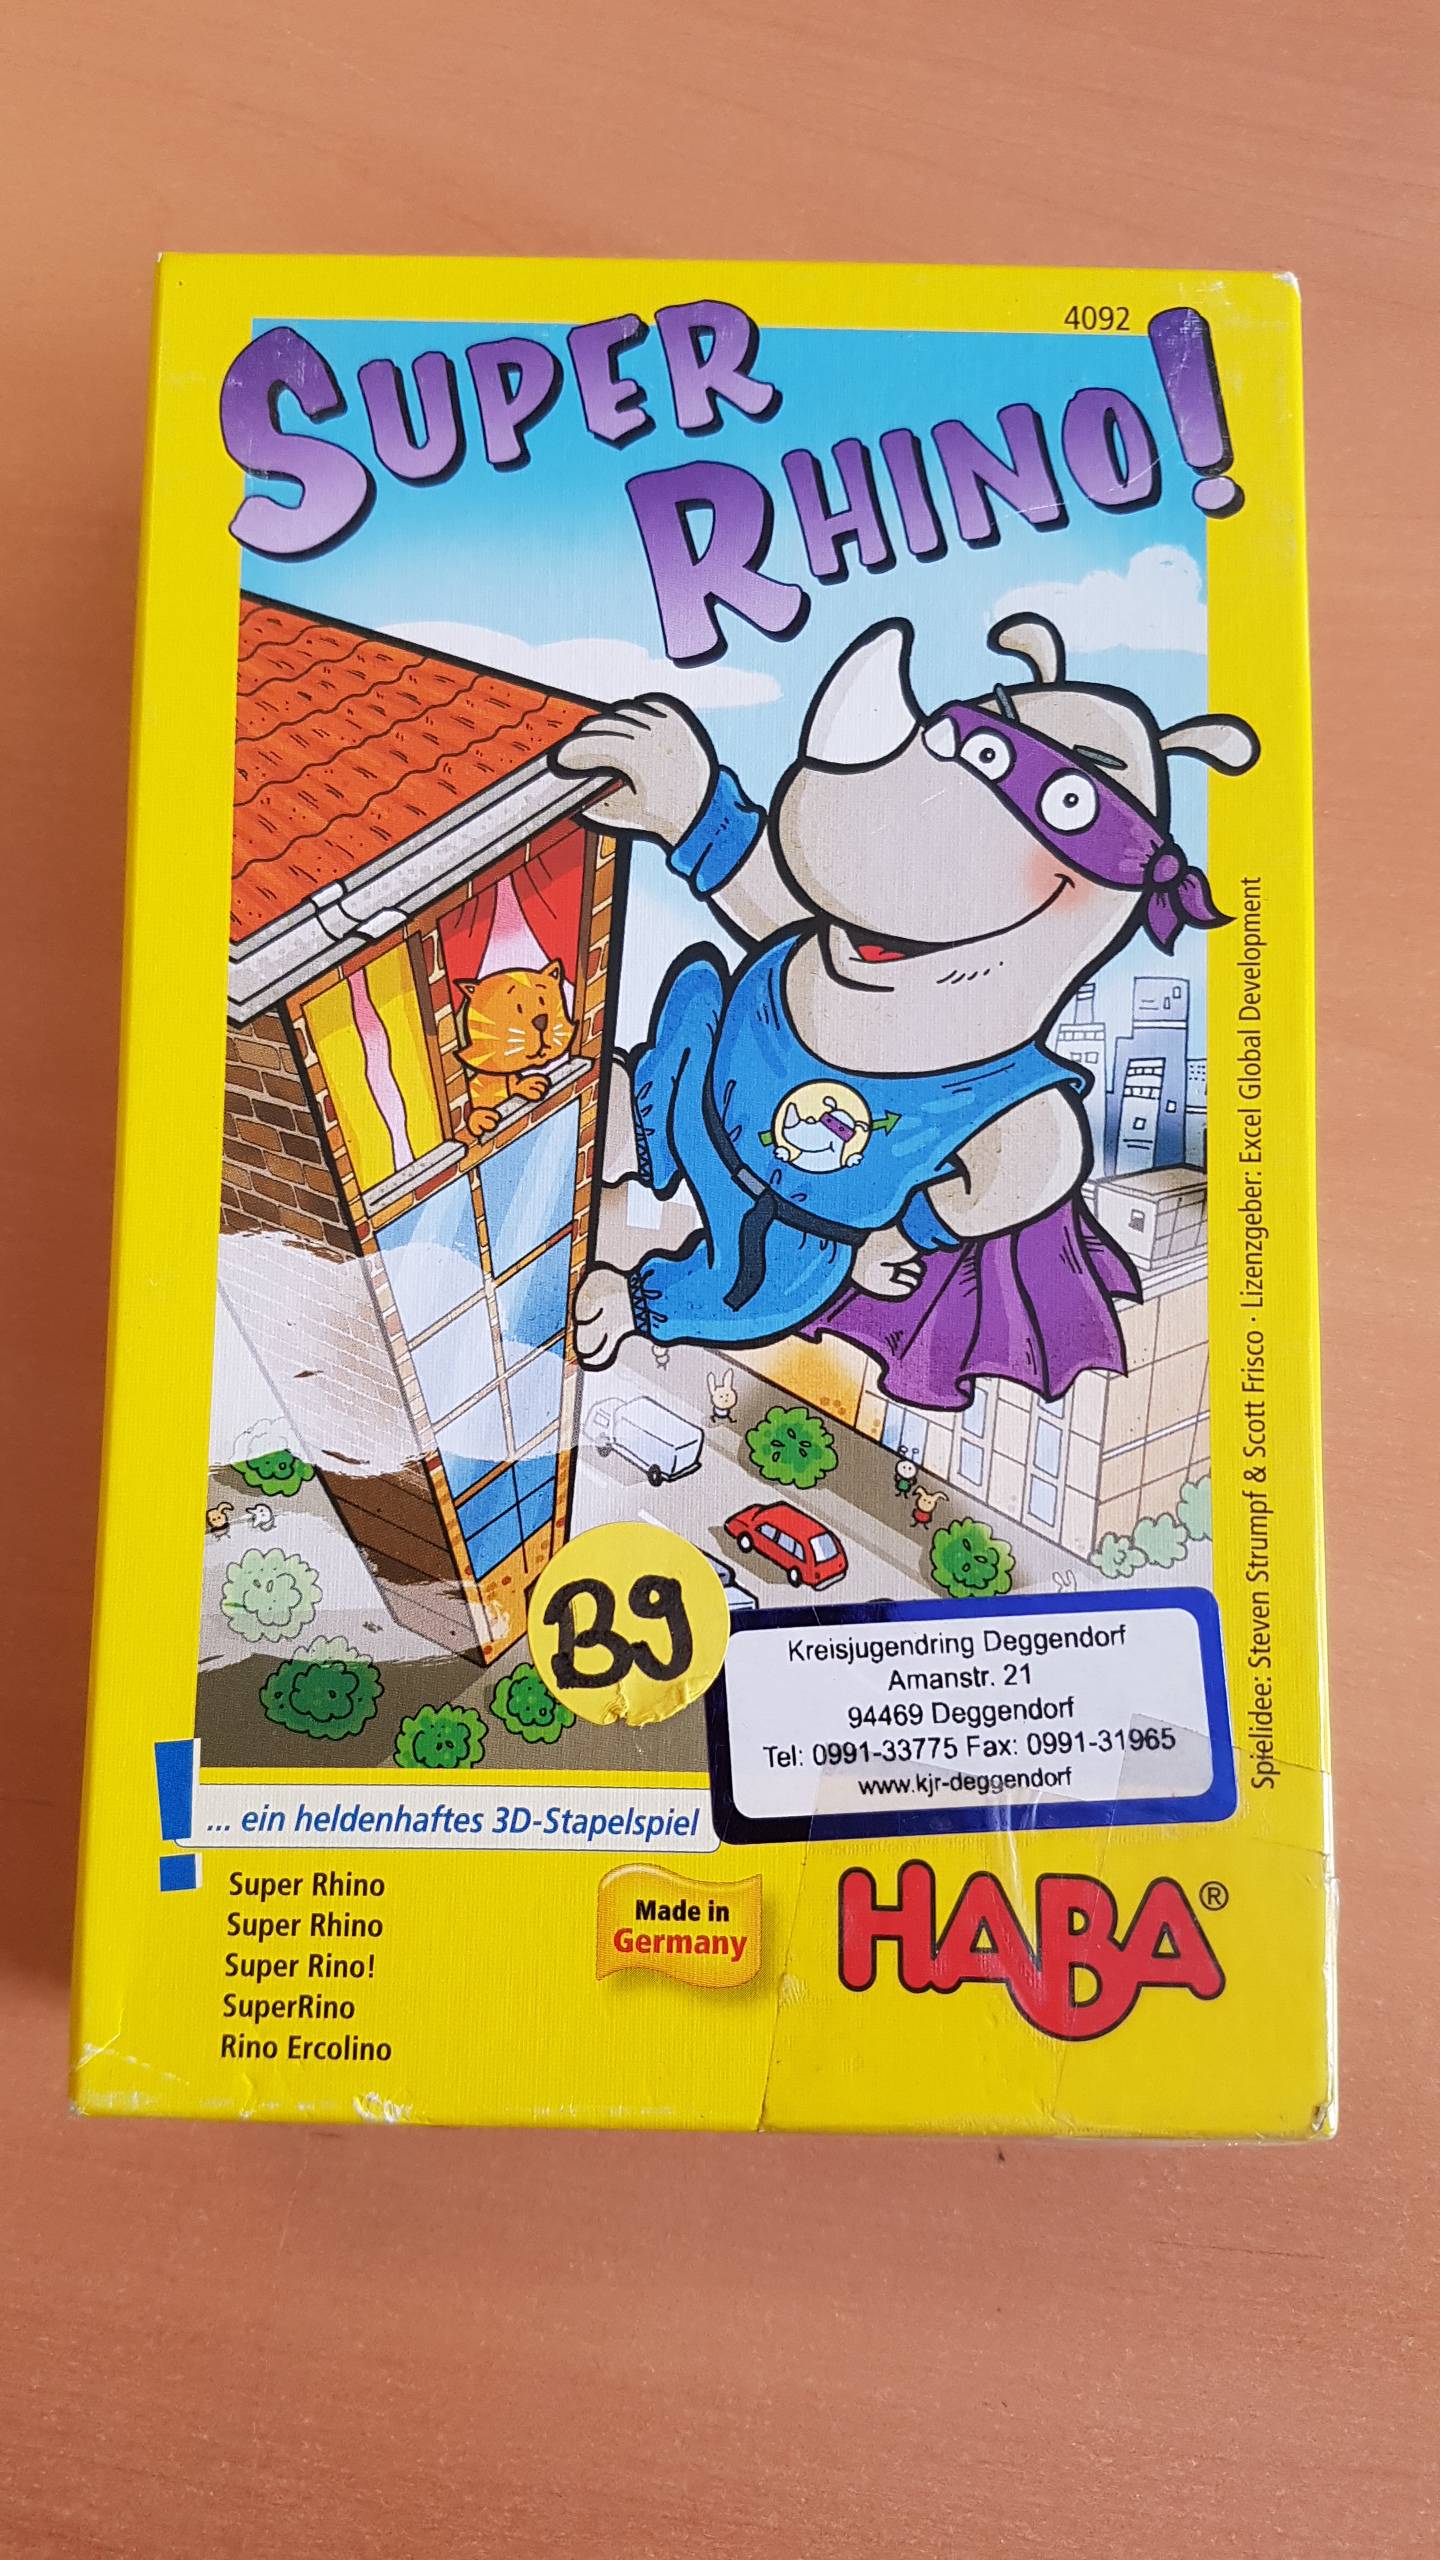 4092
SUPER
RHINO!
Spielidee: Steven Strumpf & Scott Frisco · Lizenzgeber: Excel Global Development
B9
Kreisjugendring Deggendorf
Amanstr. 21
94469 Deggendorf
Tel: 0991-33775 Fax: 0991-31965
www.kjr-deggendorf
... ein heldenhaftes 3D-Stapelspiel
Super Rhino
Super Rhino
Super Rino!
SuperRino
Rino Ercolino
Made in
Germany
HABA®